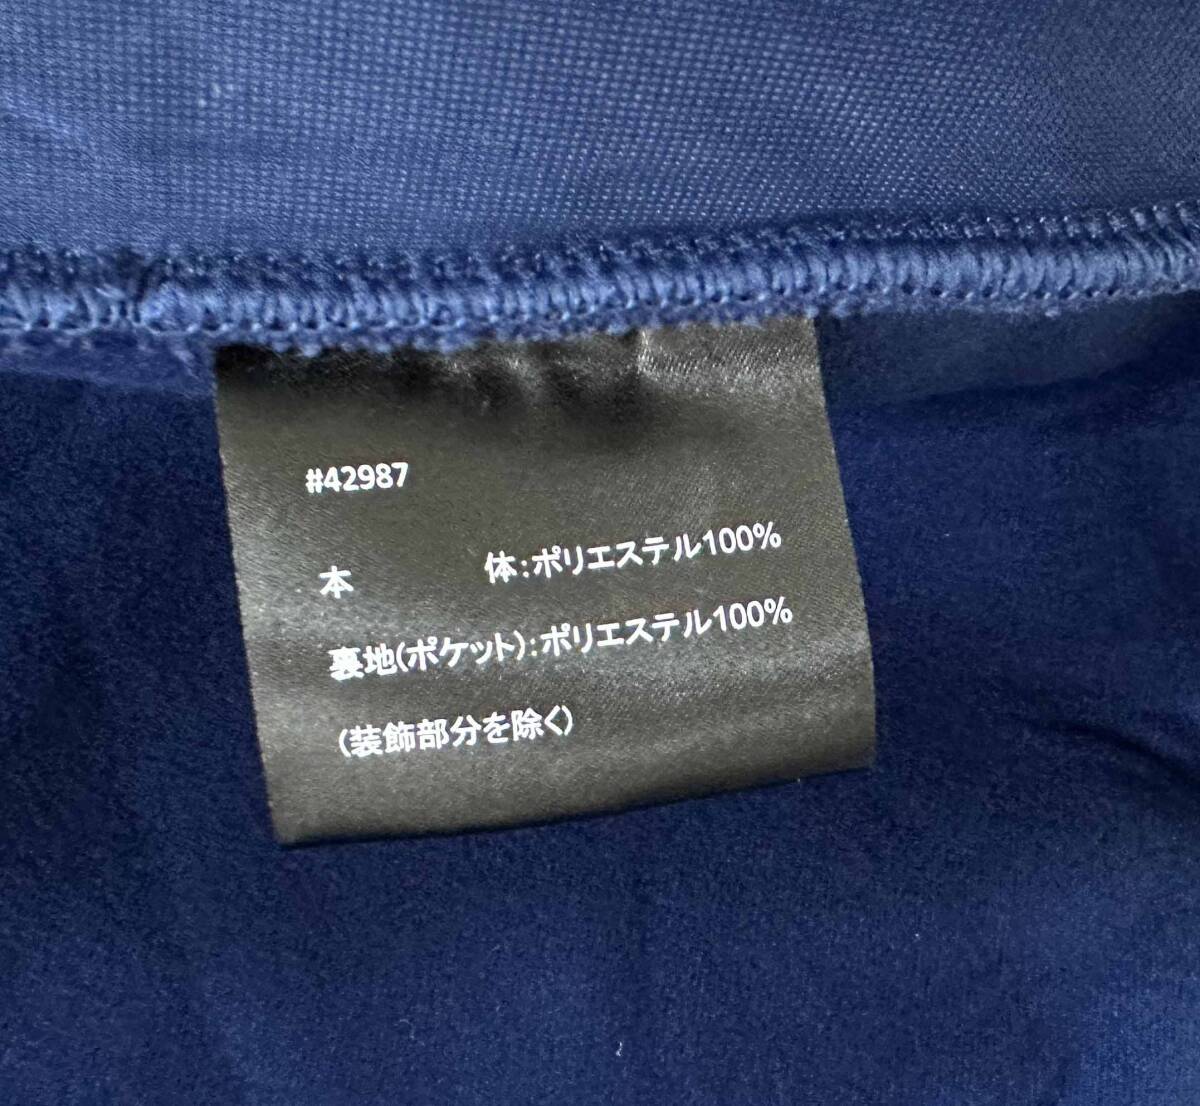 #42987
本 体:ポリエステル100%
裏地(ポケット):ポリエステル100%
(装飾部分を除く)